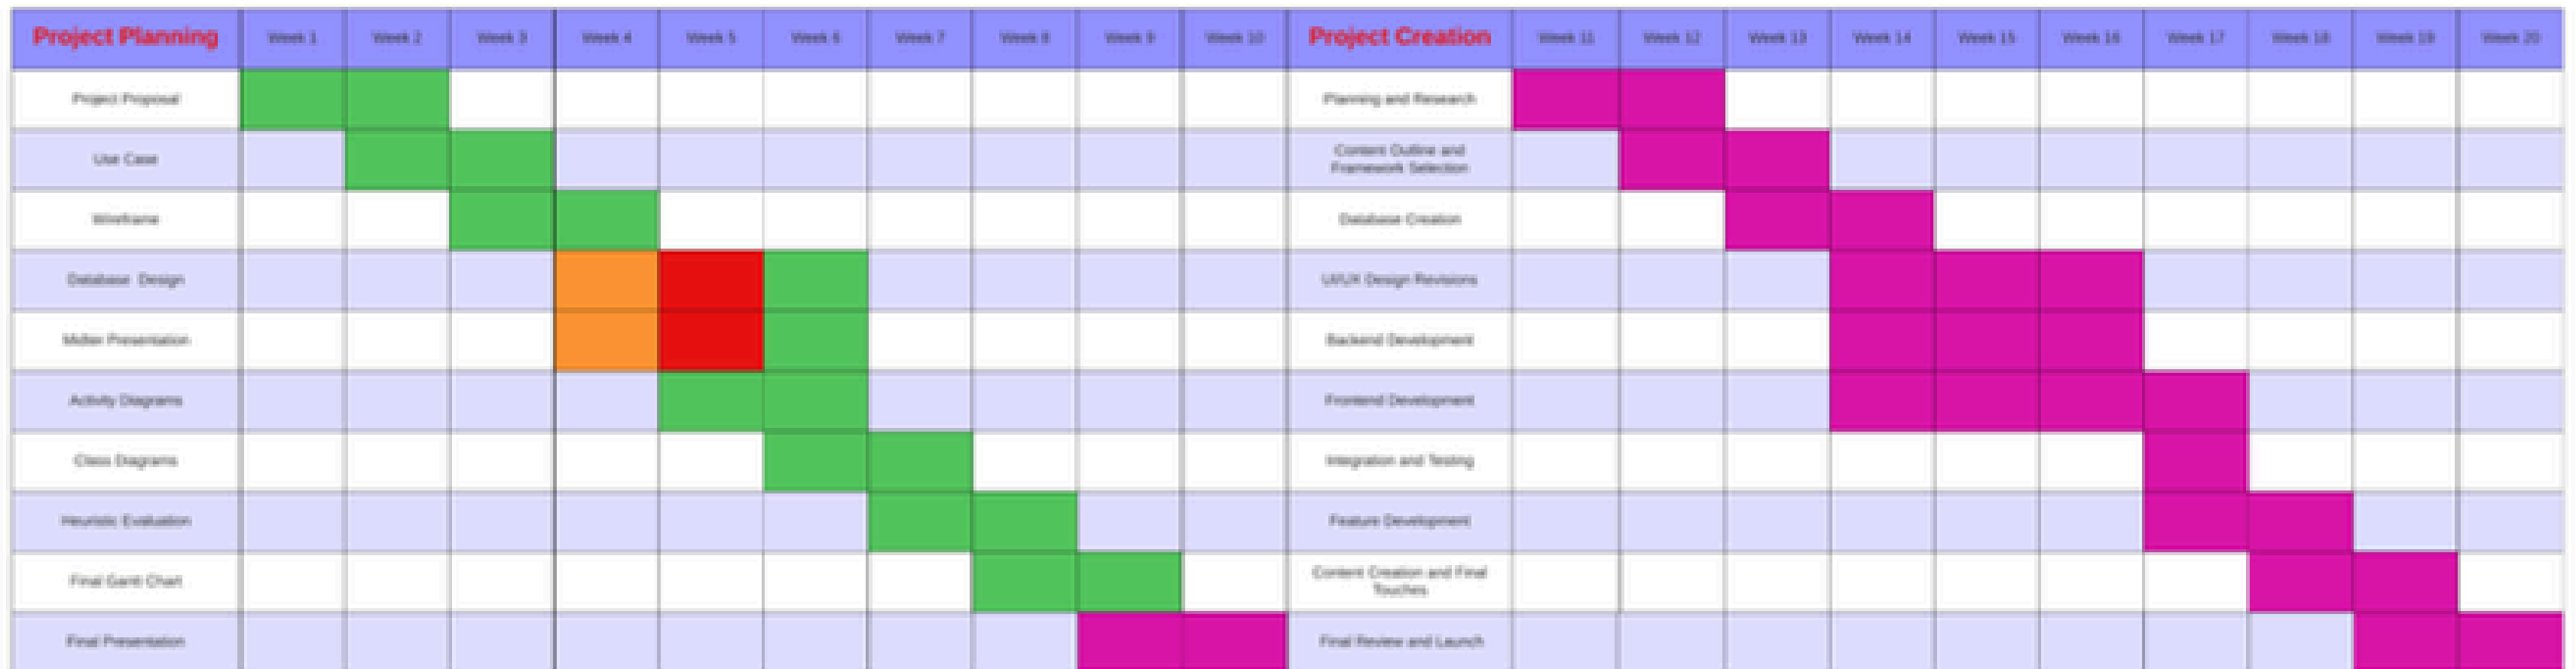 Project Planning Week 1 Week 2 Week 3 Week 4 Week 5 Week 6 Week 7 Week 8 Week 9 Week 10 Project Creation Week 11 Week 12 Week 13 Week 14 Week 15 Week 16 Week 17 Week 18 Week 19 Week 20
Project Proposal Planning and Research
Use Case Content Outline and
Framework Selection
Wireframe Database Creation
Database Design UI/UX Design Revisions
Presentation Backend Development
Activity Diagrams Frontend Development
Class Diagrams Integration and Testing
Heuristic Evaluation Feature Development
Final Gantt Chart Content Creation and Final
Touches
Final Presentation Final Review and Launch